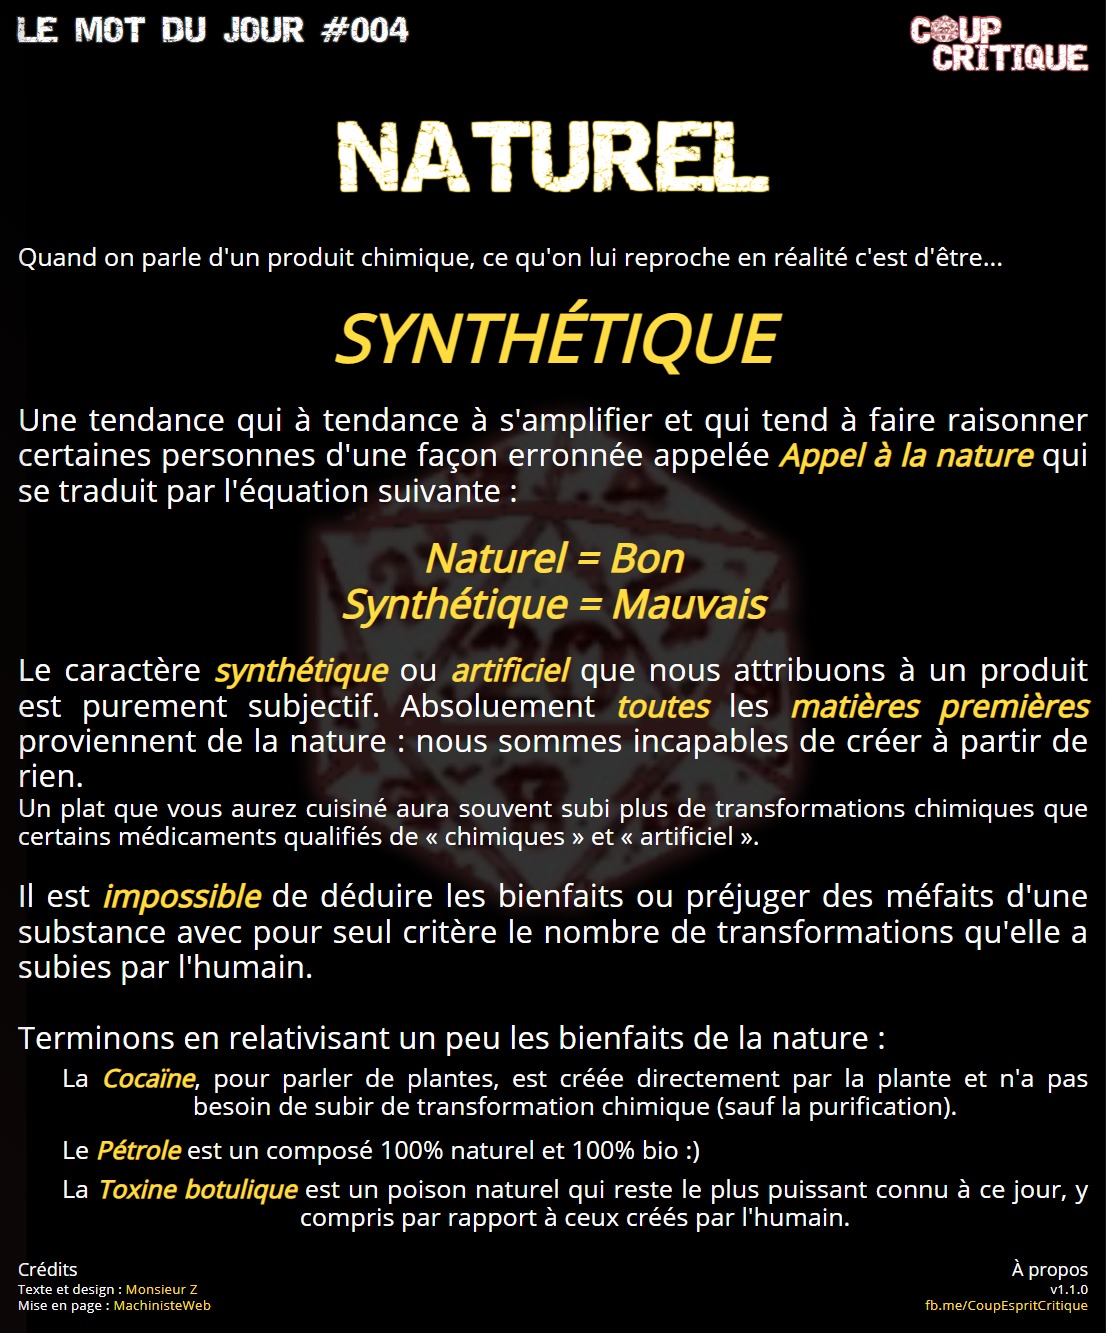 LE MOT DU JOUR #004
COUP
CRITIQUE
NATUREL
Quand on parle d'un produit chimique, ce qu'on lui reproche en réalité c'est d'être...
SYNTHÉTIQUE
Une tendance qui à tendance à s'amplifier et qui tend à faire raisonner
certaines personnes d'une façon erronnée appelée Appel à la nature qui
se traduit par l'équation suivante :
Naturel = Bon
Synthétique = Mauvais
Le caractère synthétique ou artificiel que nous attribuons à un produit
est purement subjectif. Absoluement toutes les matières premières
proviennent de la nature : nous sommes incapables de créer à partir de
rien.
Un plat que vous aurez cuisiné aura souvent subi plus de transformations chimiques que
certains médicaments qualifiés de « chimiques » et « artificiel ».
Il est impossible de déduire les bienfaits ou préjuger des méfaits d'une
substance avec pour seul critère le nombre de transformations qu'elle a
subies par l'humain.
Terminons en relativisant un peu les bienfaits de la nature :
La Cocaïne, pour parler de plantes, est créée directement par la plante et n'a pas
besoin de subir de transformation chimique (sauf la purification).
Le Pétrole est un composé 100% naturel et 100% bio :)
La Toxine botulique est un poison naturel qui reste le plus puissant connu à ce jour, y
compris par rapport à ceux créés par l'humain.
Crédits
Texte et design : Monsieur Z
Mise en page : MachinisteWeb
À propos
v1.1.0
fb.me/CoupEspritCritique